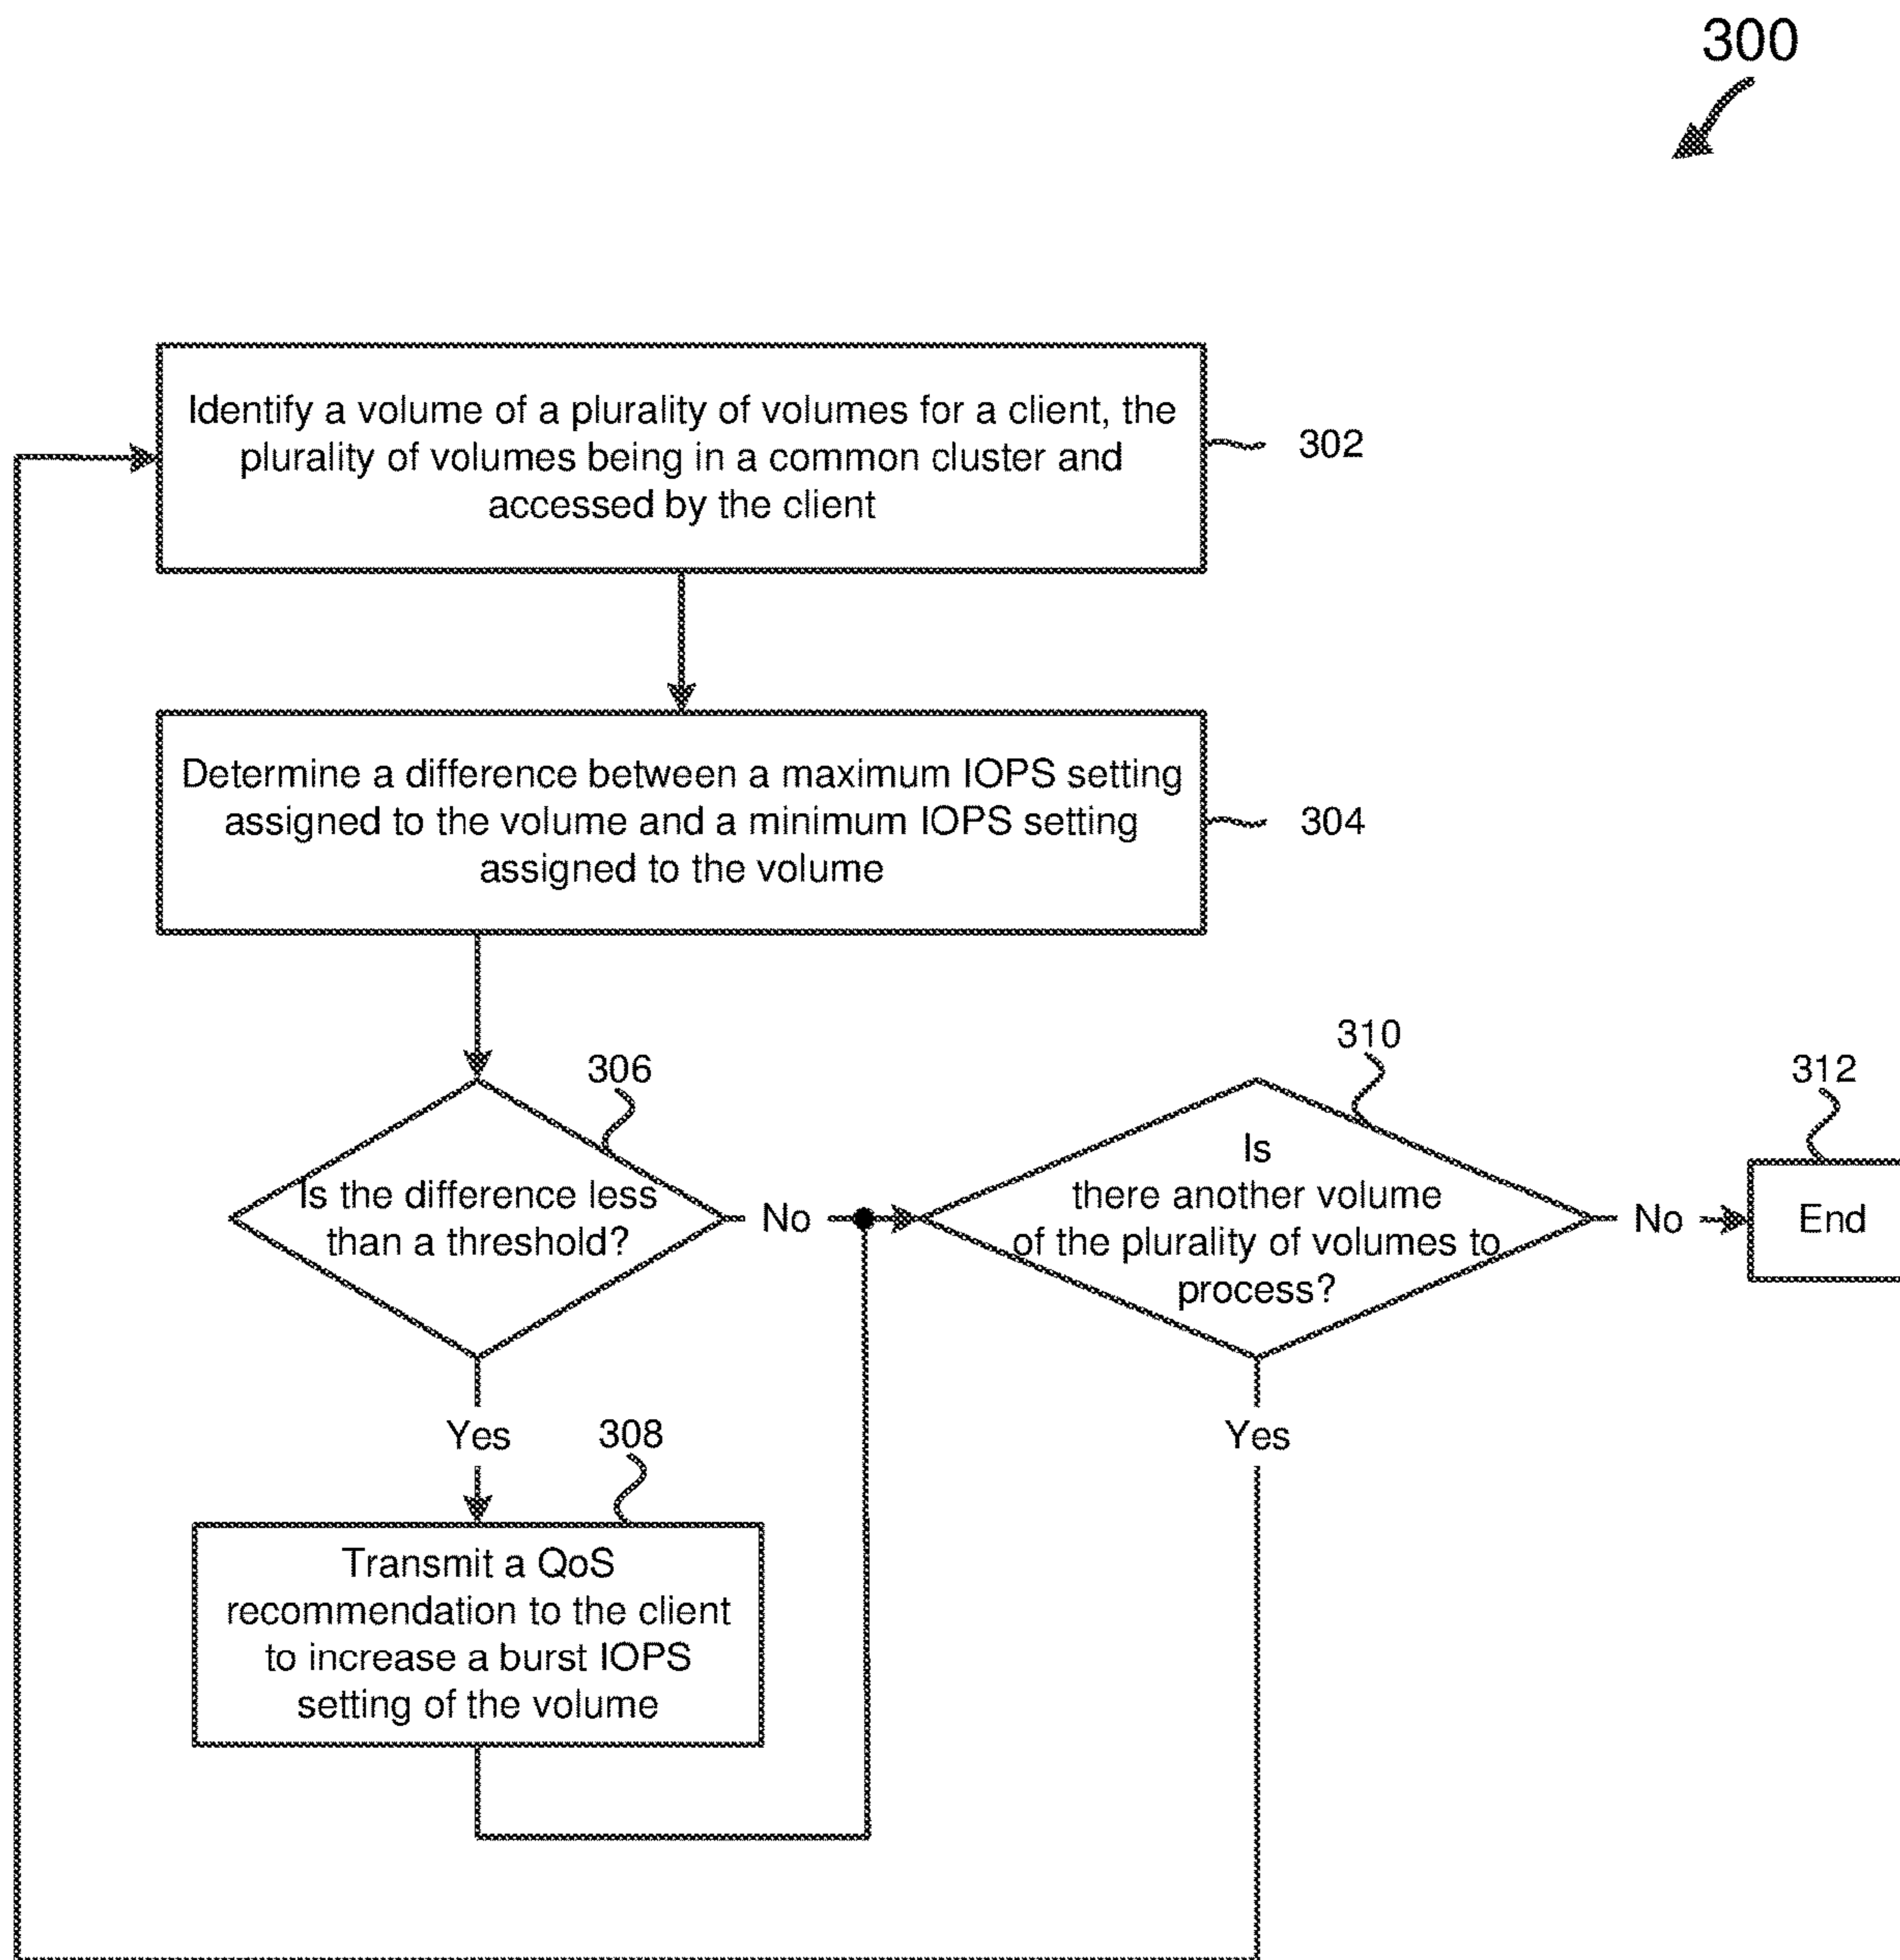 300
Identify a volume of a plurality of volumes for a client, the
plurality of volumes being in a common cluster and
accessed by the client
302
Determine a difference between a maximum IOPS setting
assigned to the volume and a minimum IOPS setting
assigned to the volume
304
306
Is the difference less
than a threshold?
No
310
Is
there another volume
of the plurality of volumes to
process?
No
312
End
Yes
308
Transmit a QoS
recommendation to the client
to increase a burst IOPS
setting of the volume
Yes